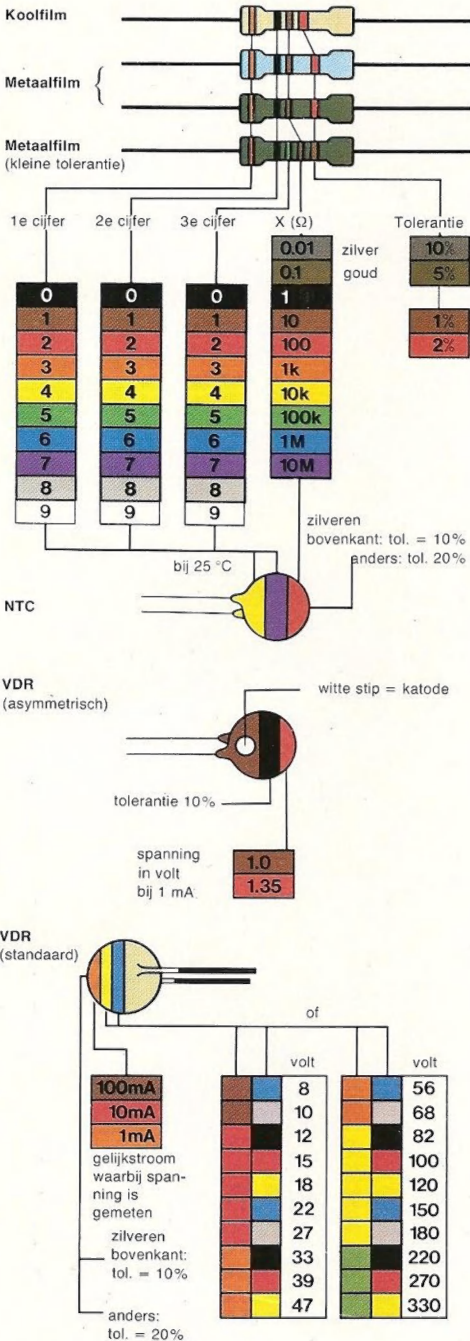 Koolfilm
Metaalfilm {
Metaalfilm
(kleine tolerantie)
1e cijfer 2e cijfer 3e cijfer X (Ω) Tolerantie
0.01 zilver 10%
0.1 goud 5%
0 0 0 1
1 1 1 10 1%
2 2 2 100 2%
3 3 3 1k
4 4 4 10k
5 5 5 100k
6 6 6 1M
7 7 7 10M
8 8 8
9 9 9
zilveren
bovenkant: tol. = 10%
anders: tol. 20%
bij 25 °C
NTC
VDR
(asymmetrisch)
witte stip = katode
tolerantie 10%
spanning
in volt
bij 1 mA
1.0
1.35
VDR
(standaard)
of
volt volt
100mA
10mA
1mA
gelijkstroom
waarbij span-
ning is
gemeten
zilveren
bovenkant:
tol. = 10%
anders:
tol. = 20%
8 56
10 68
12 82
15 100
18 120
22 150
27 180
33 220
39 270
47 330